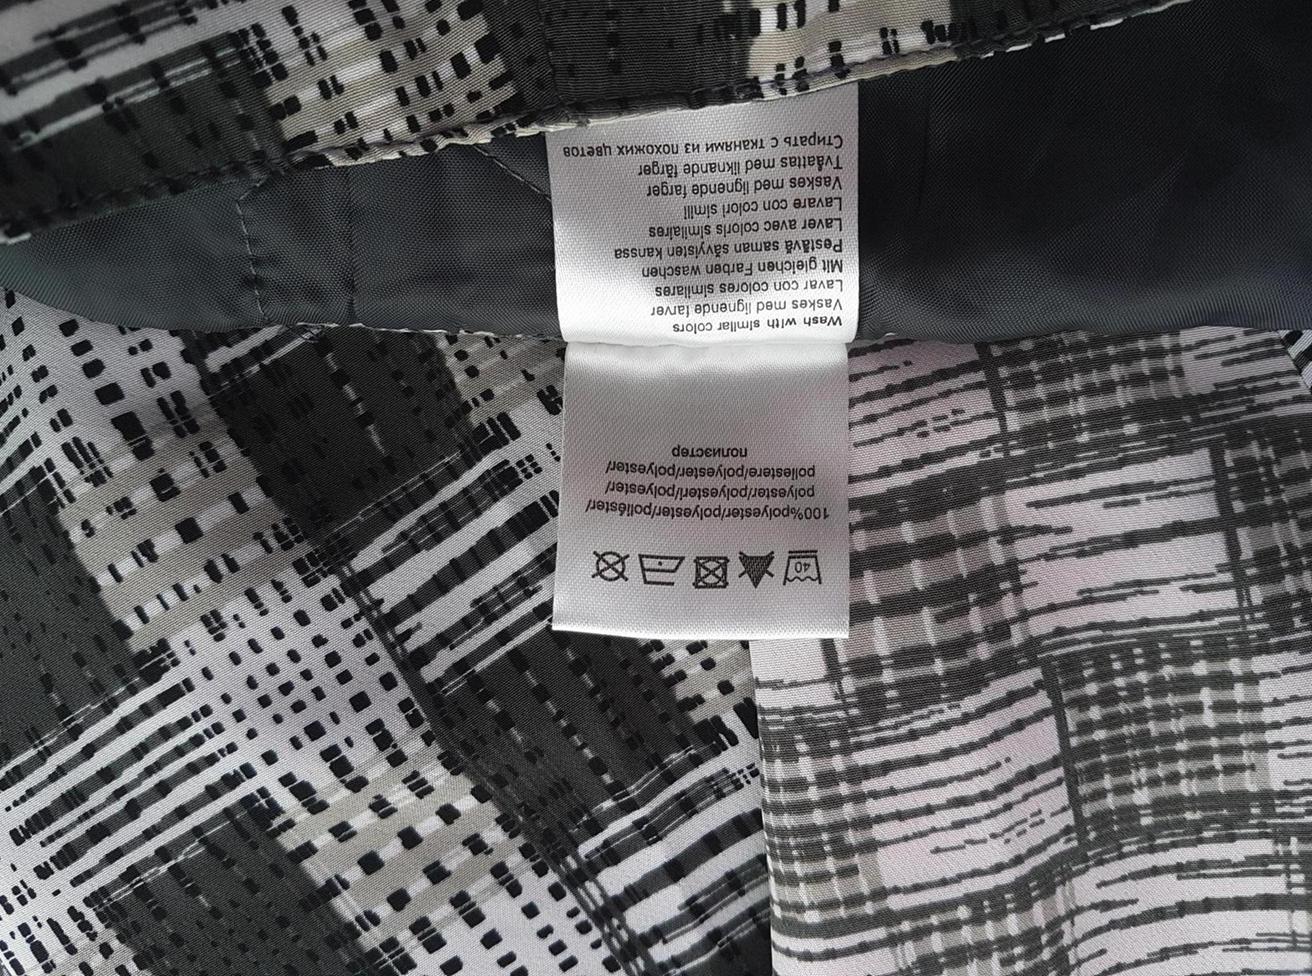 40
100%polyester/polyester/poliéster/
polyester/polyesteri/polyester/
poliestere/polyester/polyester/
полиэстер
Wash with similar colors
Vaskes med lignende farver
Lavar con colores similares
Mit gleichen Farben waschen
Pestävä saman sävyisten kanssa
Laver avec coloris similaires
Lavare con colori simili
Vaskes med lignende farger
Tvättas med liknande färger
Стирать с тканями из похожих цветов